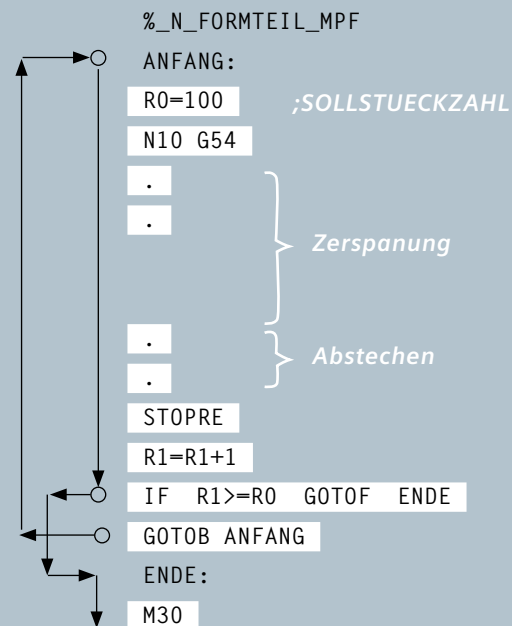 %_N_FORMTEIL_MPF
ANFANG:
R0=100 ;SOLLSTUECKZAHL
N10 G54
.
.
Zerspanung
.
Abstechen
.
STOPRE
R1=R1+1
IF R1>=R0 GOTOF ENDE
GOTOB ANFANG
ENDE:
M30